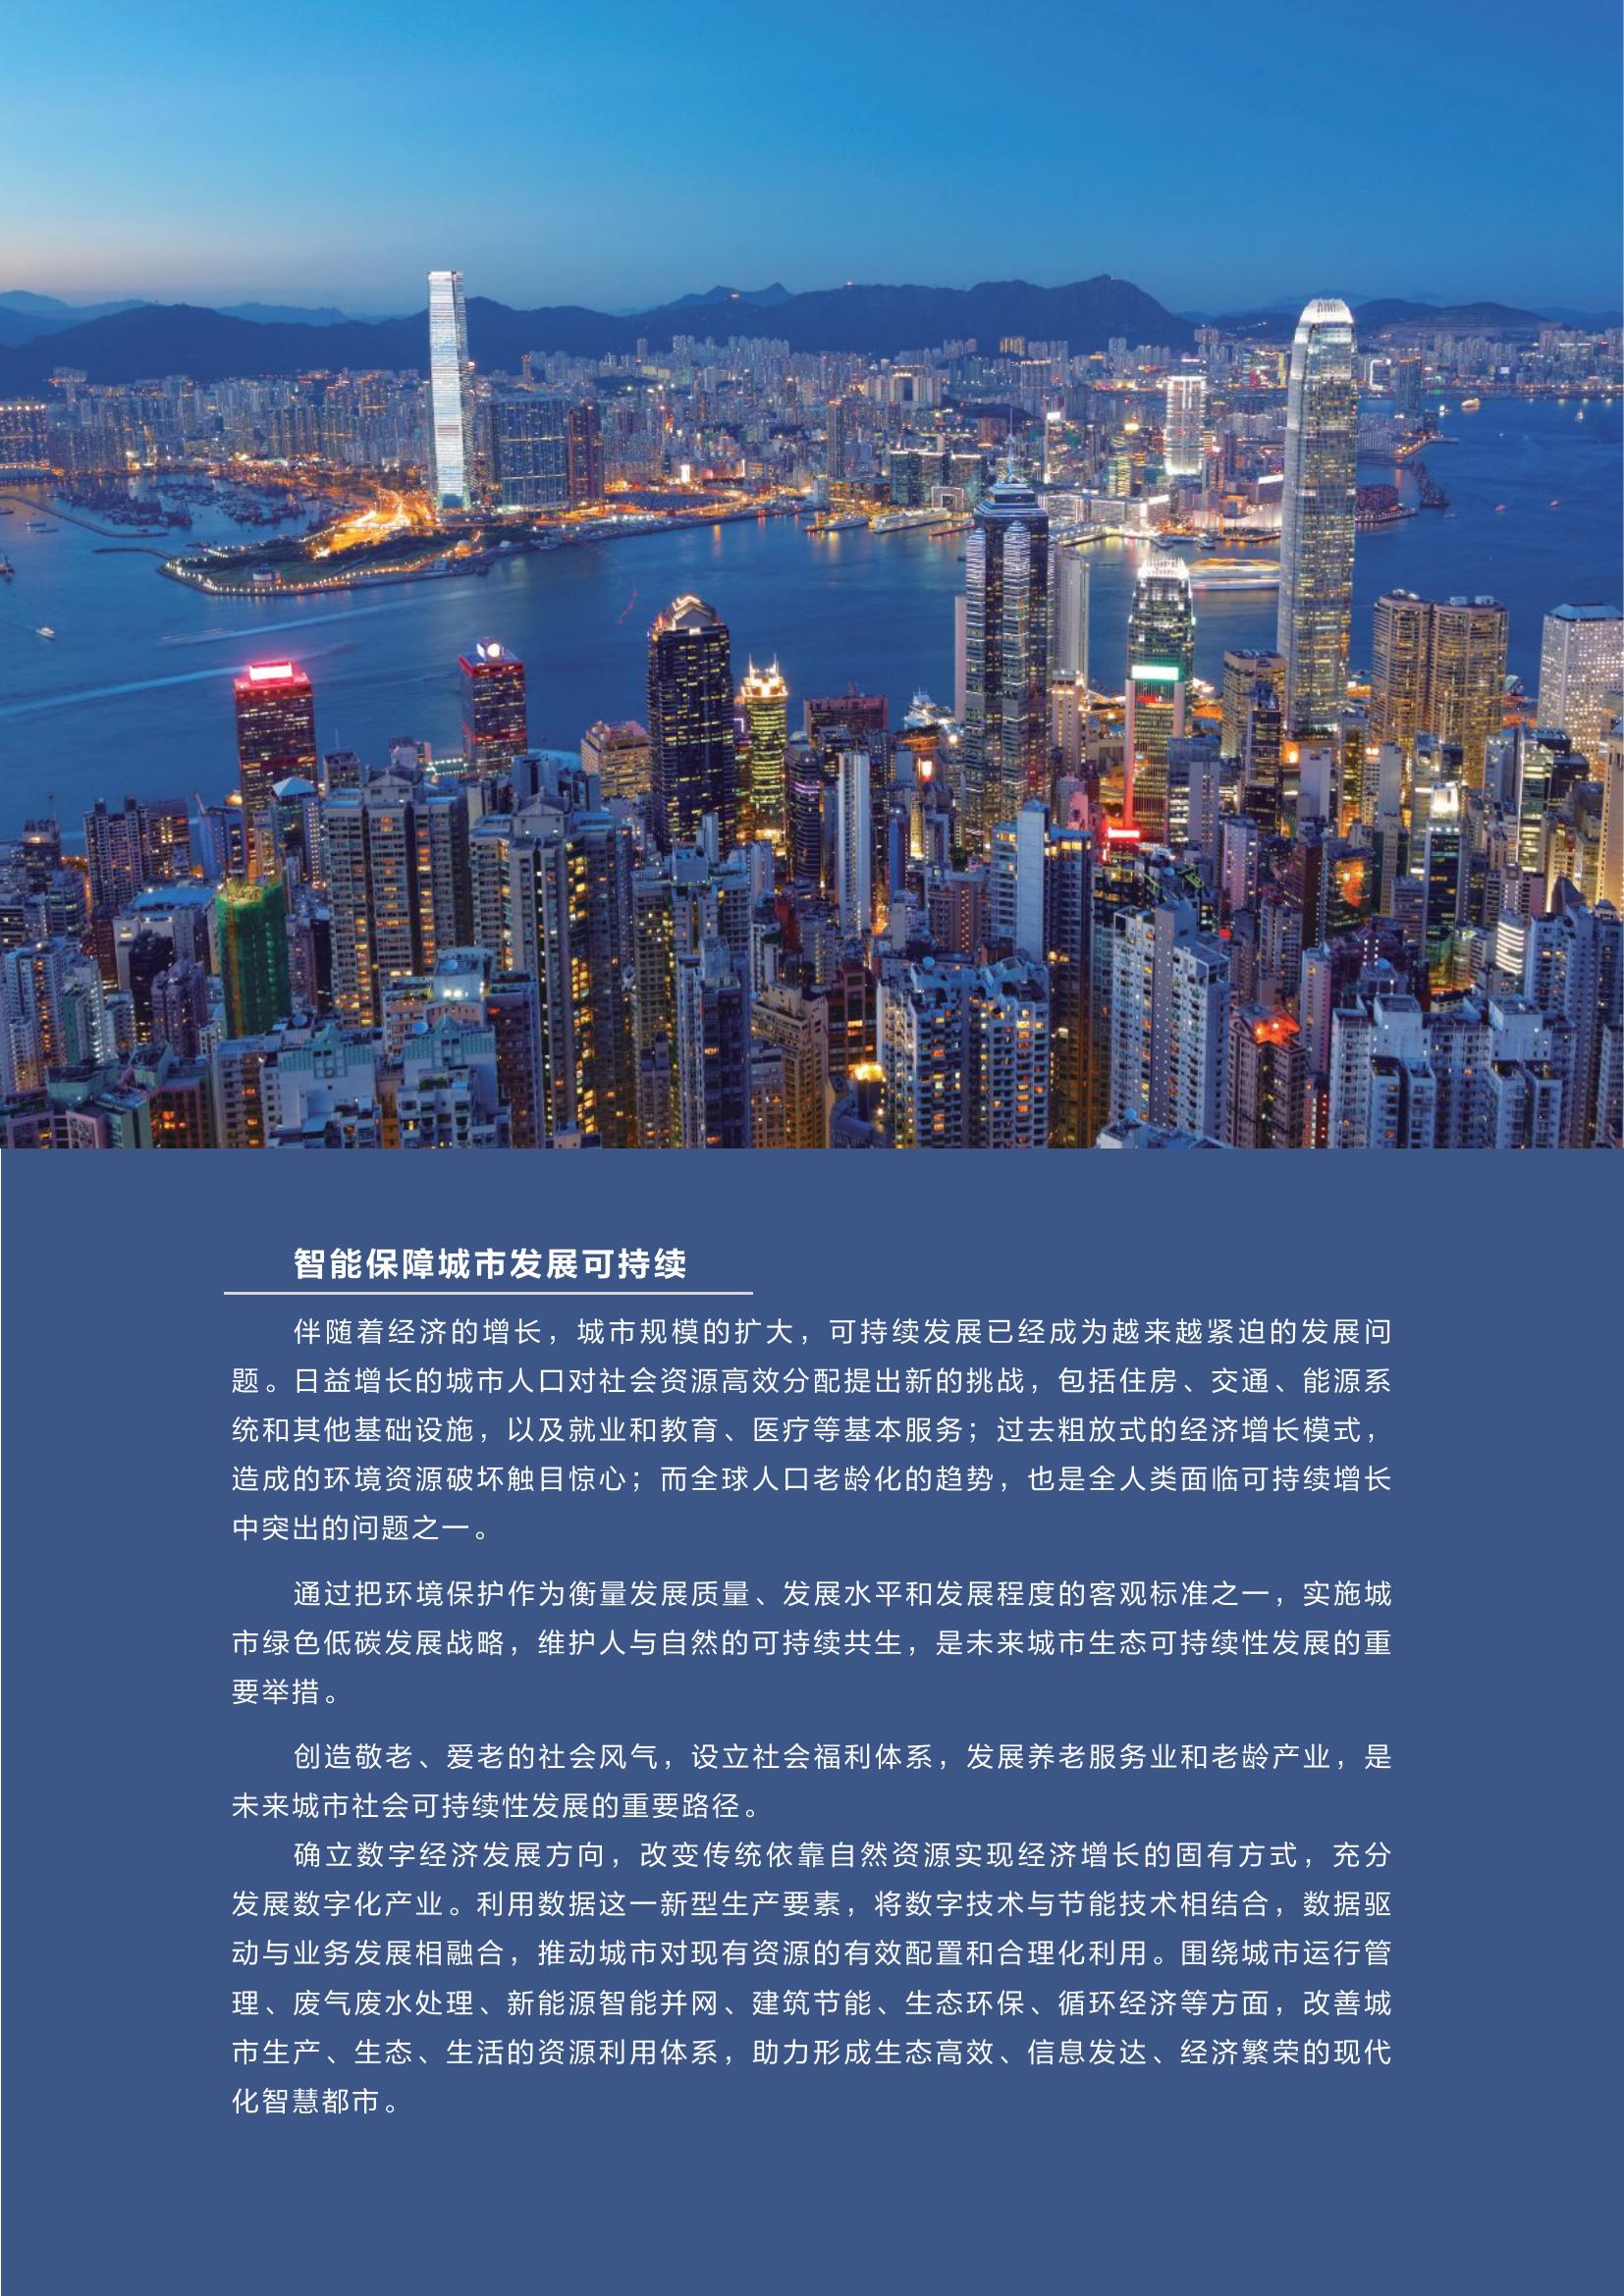 智能保障城市发展可持续
伴随着经济的增长，城市规模的扩大，可持续发展已经成为越来越紧迫的发展问
题。日益增长的城市人口对社会资源高效分配提出新的挑战，包括住房、交通、能源系
统和其他基础设施，以及就业和教育、医疗等基本服务；过去粗放式的经济增长模式，
造成的环境资源破坏触目惊心；而全球人口老龄化的趋势，也是全人类面临可持续增长
中突出的问题之一。
通过把环境保护作为衡量发展质量、发展水平和发展程度的客观标准之一，实施城
市绿色低碳发展战略，维护人与自然的可持续共生，是未来城市生态可持续性发展的重
要举措。
创造敬老、爱老的社会风气，设立社会福利体系，发展养老服务业和老龄产业，是
未来城市社会可持续性发展的重要路径。
确立数字经济发展方向，改变传统依靠自然资源实现经济增长的固有方式，充分
发展数字化产业。利用数据这一新型生产要素，将数字技术与节能技术相结合，数据驱
动与业务发展相融合，推动城市对现有资源的有效配置和合理化利用。围绕城市运行管
理、废气废水处理、新能源智能并网、建筑节能、生态环保、循环经济等方面，改善城
市生产、生态、生活的资源利用体系，助力形成生态高效、信息发达、经济繁荣的现代
化智慧都市。